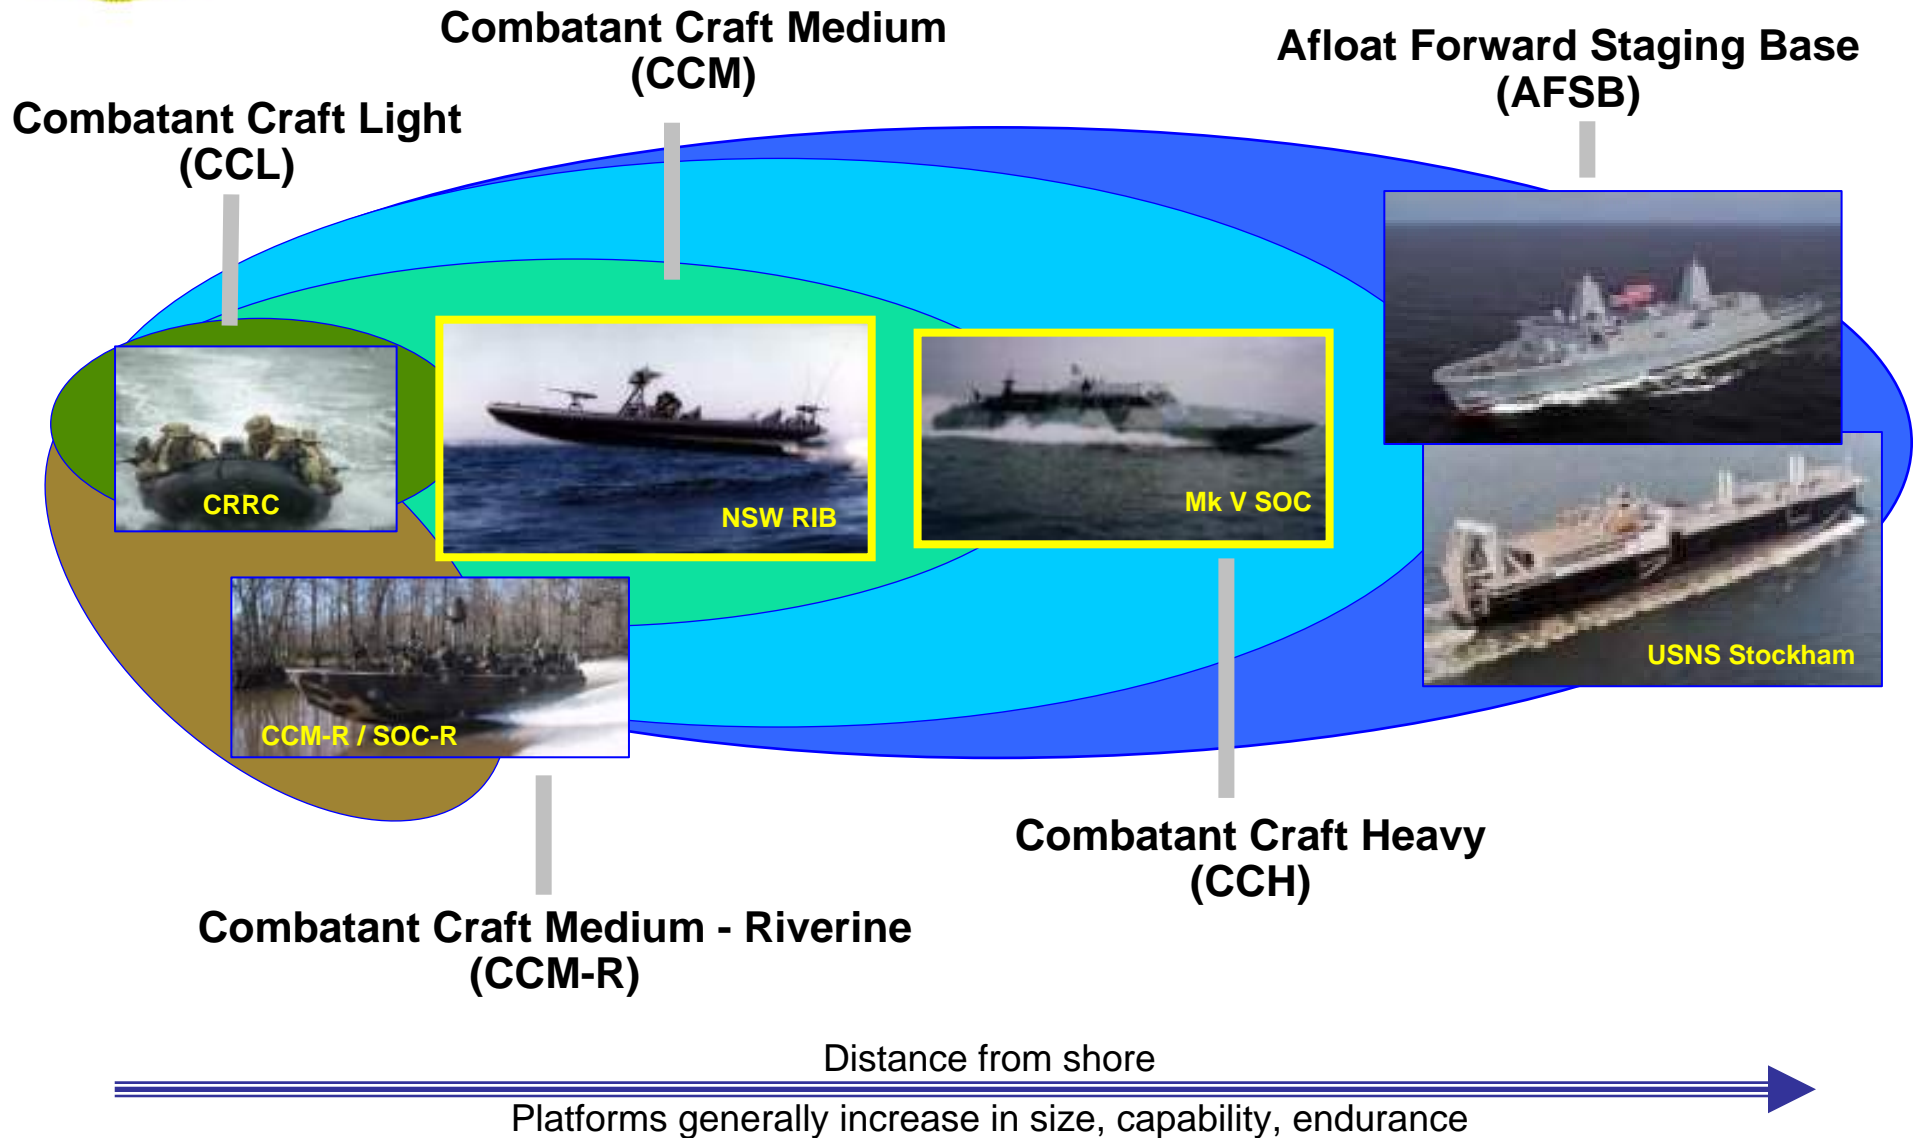 Combatant Craft Medium
(CCM)
Afloat Forward Staging Base
(AFSB)
Combatant Craft Light
(CCL)
CRRC
NSW RIB
Mk V SOC
USNS Stockham
CCM-R / SOC-R
Combatant Craft Heavy
(CCH)
Combatant Craft Medium - Riverine
(CCM-R)
Distance from shore
Platforms generally increase in size, capability, endurance